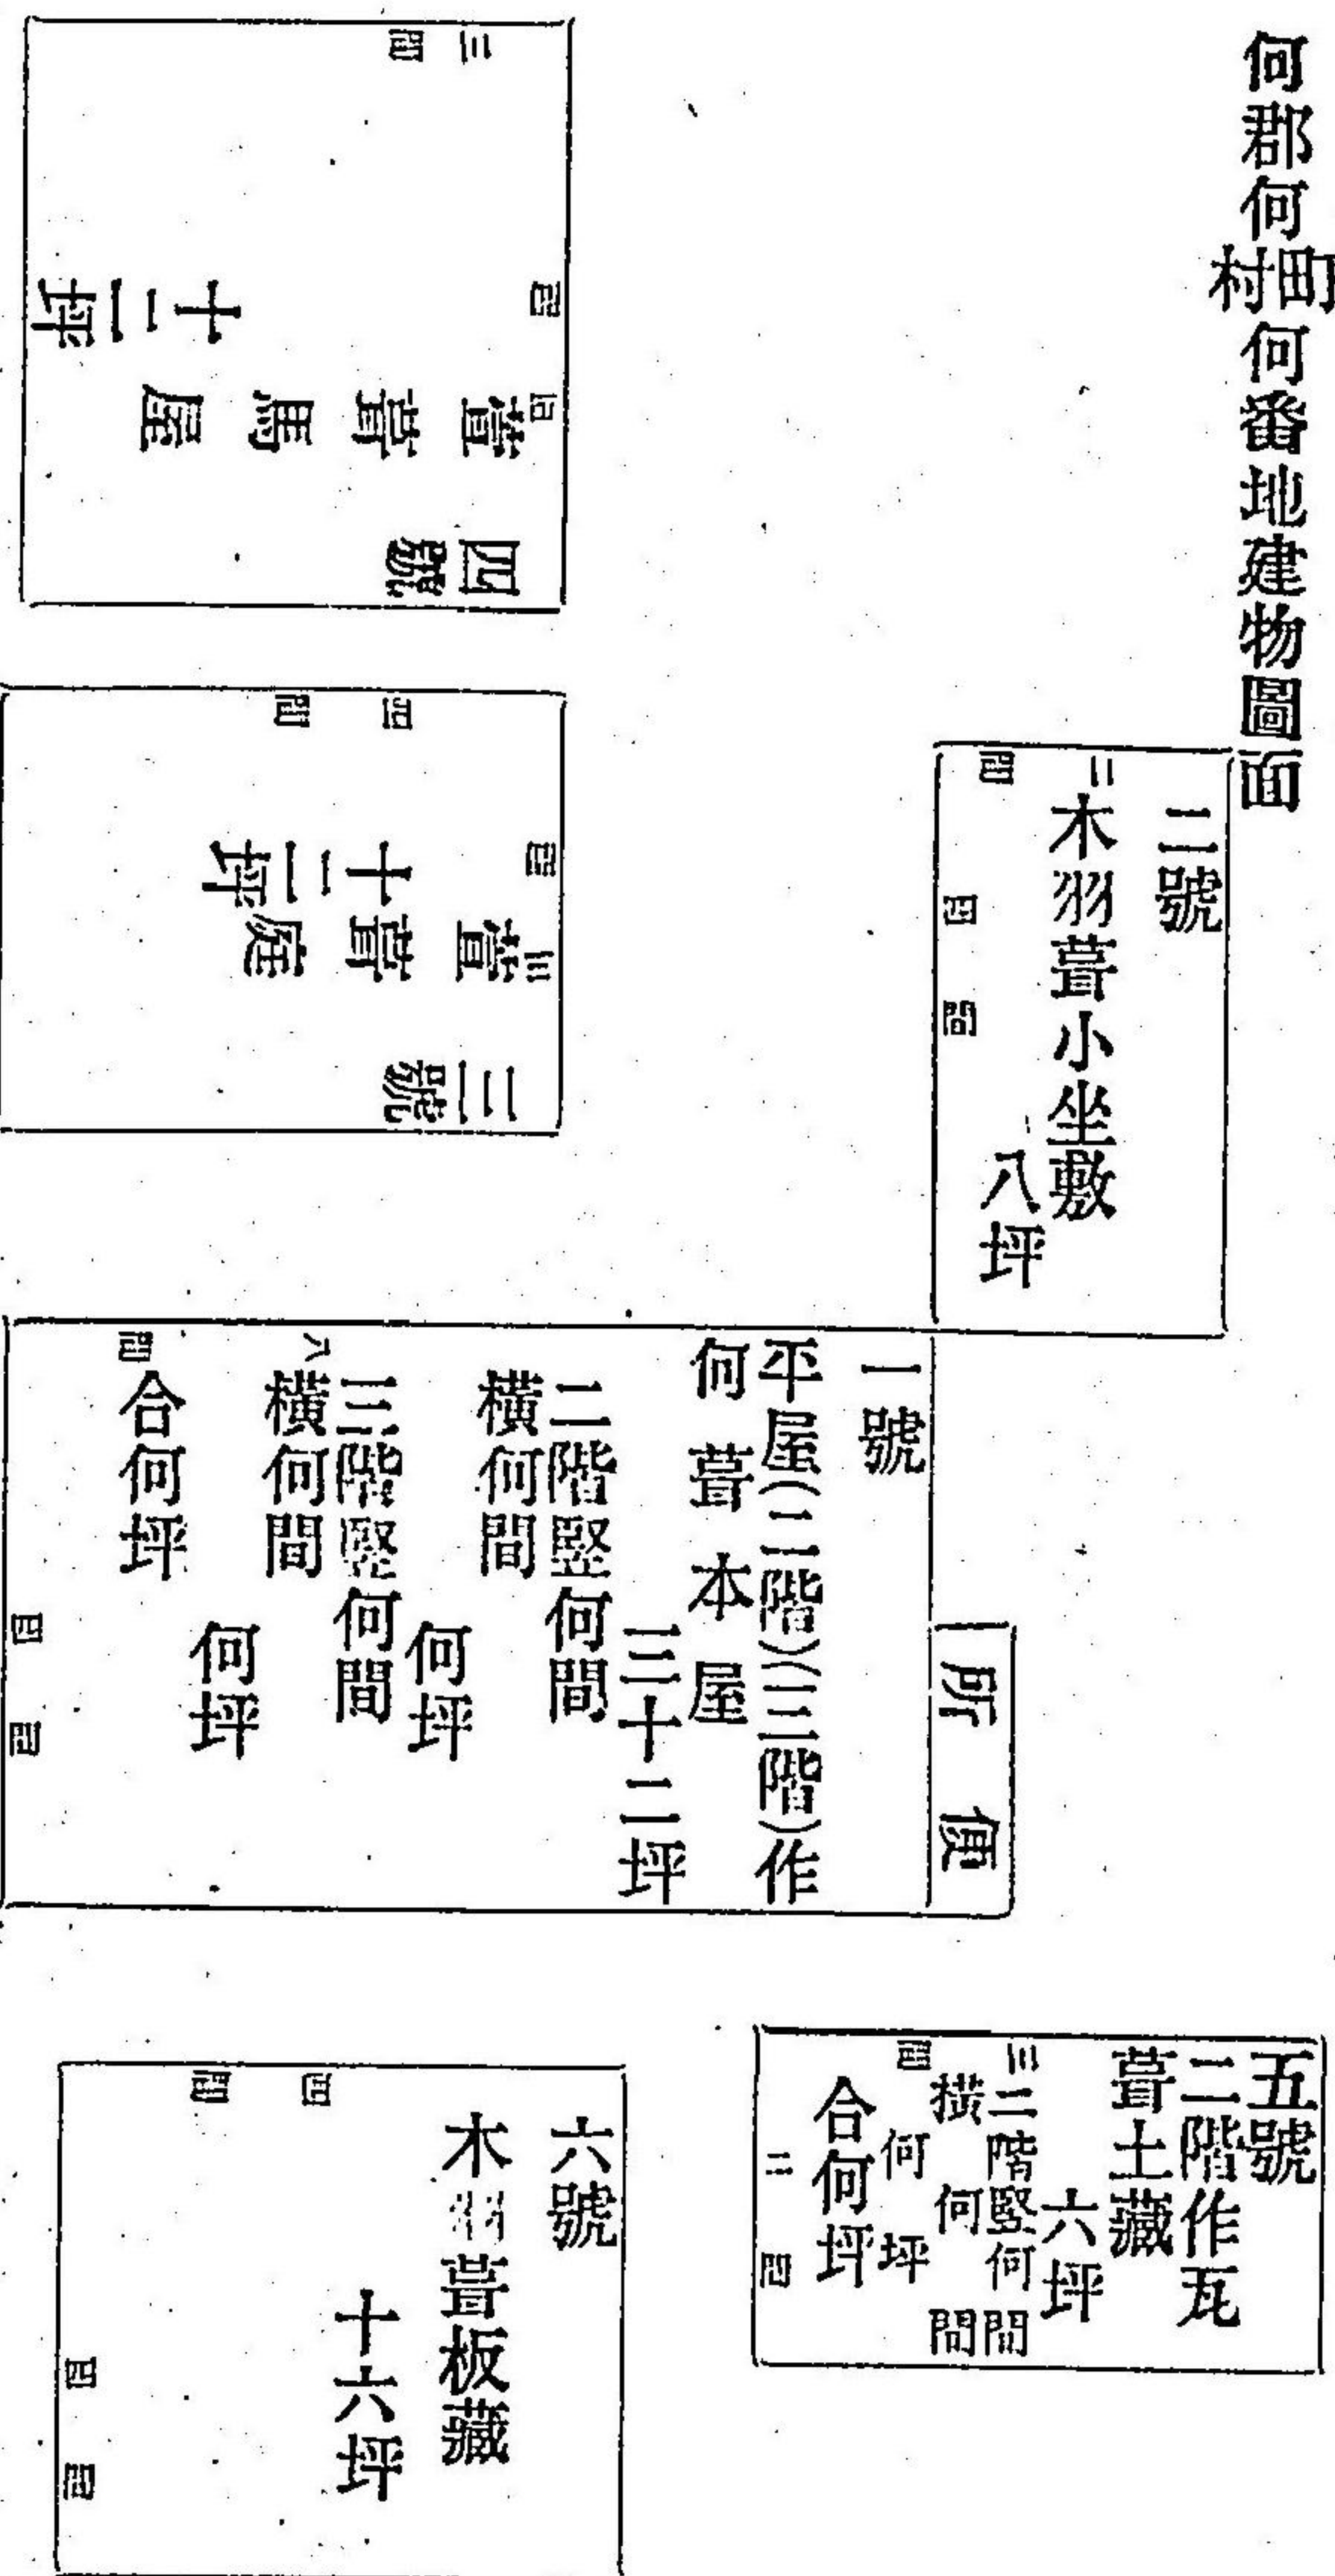 何郡何町村何番地建物圖面
二號
木羽葺小坐敷
八坪
二間
四間
一號
平屋(二階)(三階)作
何葺本屋
三十二坪
二階竪何間
横何間
何坪
三階竪何間
横何間
何坪
合何坪
八間
四間
便所
三號
萱葺庭
十二坪
三間
四間
四號
萱葺馬屋
十二坪
四間
三間
五號
二階作瓦
葺土藏
六坪
二階竪何間
横何間
何坪
合何坪
三間
二間
六號
木羽葺板藏
十六坪
四間
四間